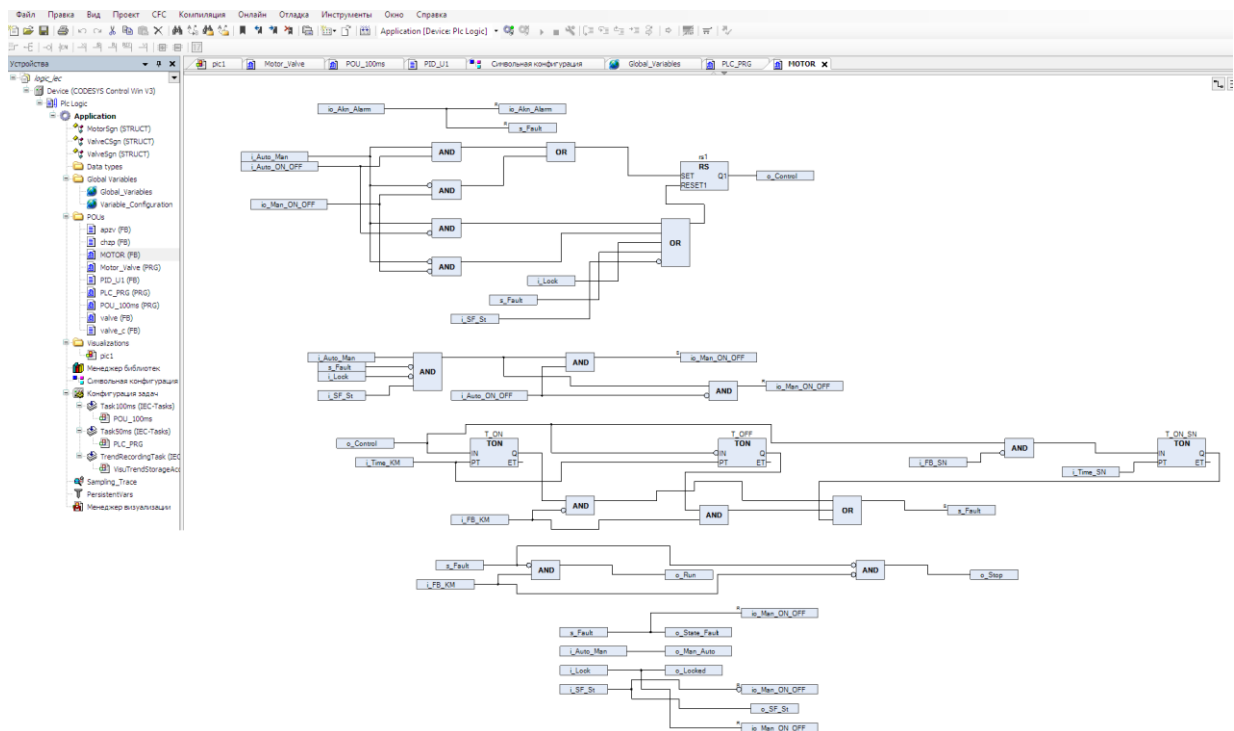 Файл Правка Вид Проект CFC Компиляция Онлайн Отладка Инструменты Окно Справка
Application [Device: Plc Logic]
Устройства
pic1 Motor_Valve POU_100ms PID_U1 Символьная конфигурация Global_Variables PLC_PRG MOTOR
logic_iec
Device (CODESYS Control Win V3)
Plc Logic
Application
MotorSgn (STRUCT)
ValveCSgn (STRUCT)
ValveSgn (STRUCT)
Data types
Global Variables
Global_Variables
Variable_Configuration
POUs
apzv (FB)
chzp (FB)
MOTOR (FB)
Motor_Valve (PRG)
PID_U1 (FB)
PLC_PRG (PRG)
POU_100ms (PRG)
valve (FB)
valve_c (FB)
Visualizations
pic1
Менеджер библиотек
Символьная конфигурация
Конфигурация задач
Task100ms (IEC-Tasks)
POU_100ms
Task50ms (IEC-Tasks)
PLC_PRG
TrendRecordingTask (IEC
VisuTrendStorageAcc
Sampling_Trace
PersistentVars
Менеджер визуализации
io_Akn_Alarm io_Akn_Alarm
s_Fault
i_Auto_Man AND OR rs1
i_Auto_ON_OFF RS
SET Q1 o_Control
RESET1
AND
io_Man_ON_OFF
AND
OR
AND
i_Look
s_Fault
i_SF_St
i_Auto_Man AND io_Man_ON_OFF
s_Fault
i_Look AND
i_SF_St i_Auto_ON_OFF AND io_Man_ON_OFF
T_ON T_OFF T_ON_SN
o_Control TON TON AND TON
IN Q IN Q IN Q
i_Time_KM PT ET PT ET i_FB_SN PT ET
i_Time_SN
AND
i_FB_KM AND OR s_Fault
s_Fault AND o_Run AND o_Stop
i_FB_KM
io_Man_ON_OFF
s_Fault o_State_Fault
i_Auto_Man o_Man_Auto
i_Look o_Locked
i_SF_St io_Man_ON_OFF
o_SF_St
io_Man_ON_OFF